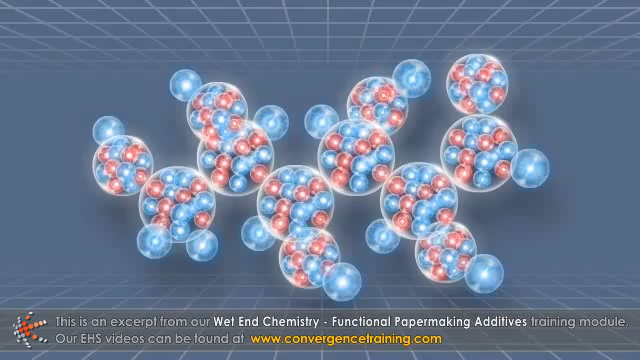 This is an excerpt from our Wet End Chemistry - Functional Papermaking Additives training module.
Our EHS videos can be found at www.convergencetraining.com